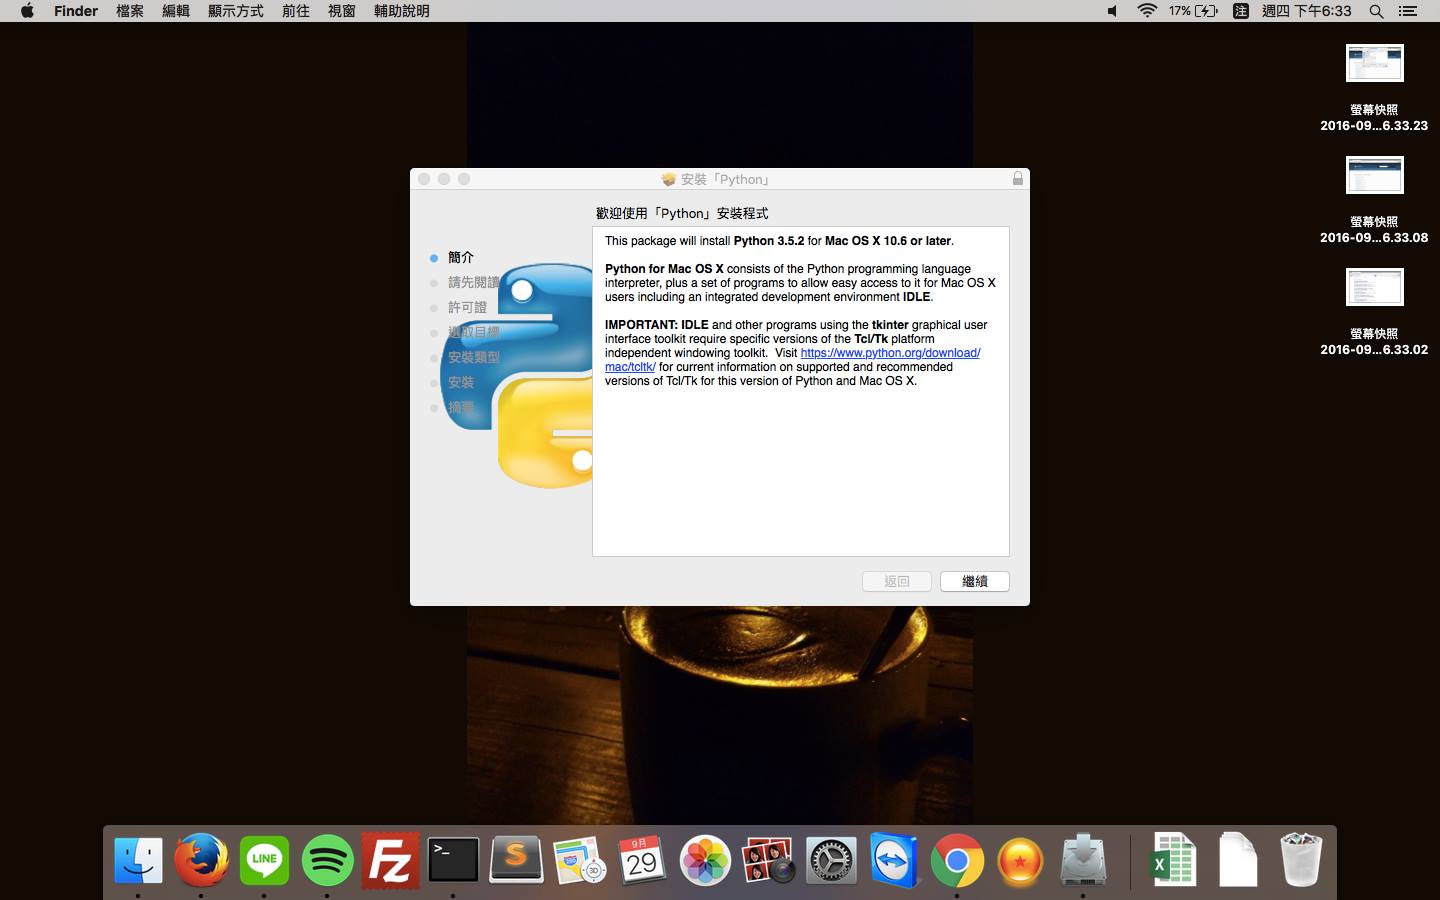 Finder 檔案 編輯 顯示方式 前往 視窗 輔助說明 17% 注 週四 下午6:33
螢幕快照
2016-09...6.33.23
螢幕快照
2016-09...6.33.08
螢幕快照
2016-09...6.33.02
安裝「Python」
歡迎使用「Python」安裝程式
簡介
請先閱讀
許可證
選取目標
安裝類型
安裝
摘要
This package will install Python 3.5.2 for Mac OS X 10.6 or later.
Python for Mac OS X consists of the Python programming language
interpreter, plus a set of programs to allow easy access to it for Mac OS X
users including an integrated development environment IDLE.
IMPORTANT: IDLE and other programs using the tkinter graphical user
interface toolkit require specific versions of the Tcl/Tk platform
independent windowing toolkit. Visit https://www.python.org/download/
mac/tcltk/ for current information on supported and recommended
versions of Tcl/Tk for this version of Python and Mac OS X.
返回 繼續
LINE
Fz
>_
S
280
3D
9月
29
X